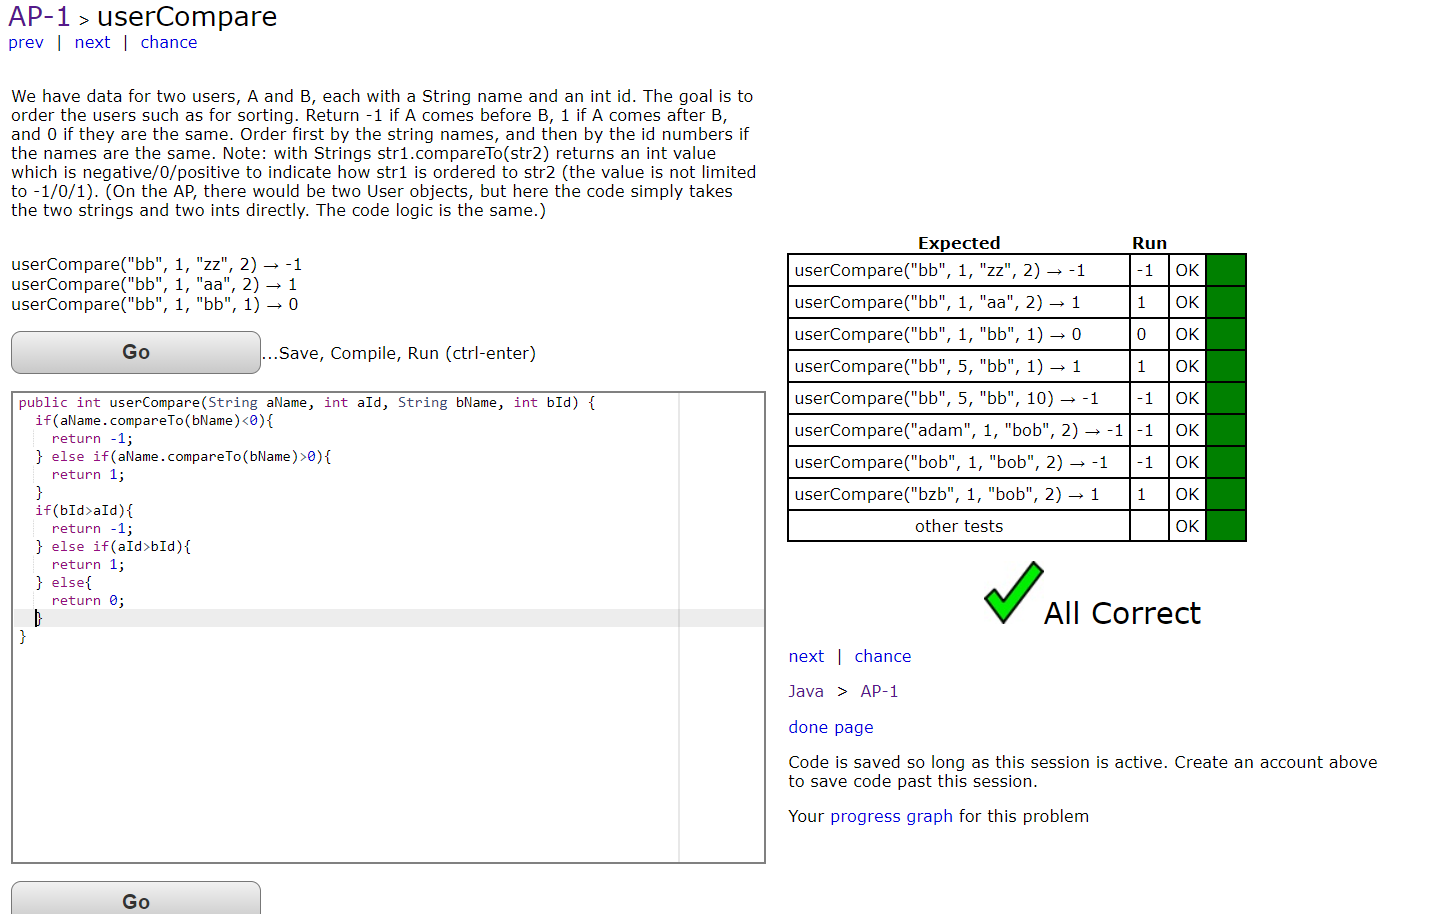 AP-1 > userCompare
prev | next | chance
We have data for two users, A and B, each with a String name and an int id. The goal is to
order the users such as for sorting. Return -1 if A comes before B, 1 if A comes after B,
and 0 if they are the same. Order first by the string names, and then by the id numbers if
the names are the same. Note: with Strings str1.compareTo(str2) returns an int value
which is negative/0/positive to indicate how str1 is ordered to str2 (the value is not limited
to -1/0/1). (On the AP, there would be two User objects, but here the code simply takes
the two strings and two ints directly. The code logic is the same.)
userCompare("bb", 1, "zz", 2) → -1
userCompare("bb", 1, "aa", 2) → 1
userCompare("bb", 1, "bb", 1) → 0
Go ...Save, Compile, Run (ctrl-enter)
public int userCompare(String aName, int aId, String bName, int bId) {
  if(aName.compareTo(bName)<0){
    return -1;
  } else if(aName.compareTo(bName)>0){
    return 1;
  }
  if(bId>aId){
    return -1;
  } else if(aId>bId){
    return 1;
  } else{
    return 0;
  }
}
Go
Expected Run
userCompare("bb", 1, "zz", 2) → -1 -1 OK
userCompare("bb", 1, "aa", 2) → 1 1 OK
userCompare("bb", 1, "bb", 1) → 0 0 OK
userCompare("bb", 5, "bb", 1) → 1 1 OK
userCompare("bb", 5, "bb", 10) → -1 -1 OK
userCompare("adam", 1, "bob", 2) → -1 -1 OK
userCompare("bob", 1, "bob", 2) → -1 -1 OK
userCompare("bzb", 1, "bob", 2) → 1 1 OK
other tests OK
All Correct
next | chance
Java > AP-1
done page
Code is saved so long as this session is active. Create an account above
to save code past this session.
Your progress graph for this problem